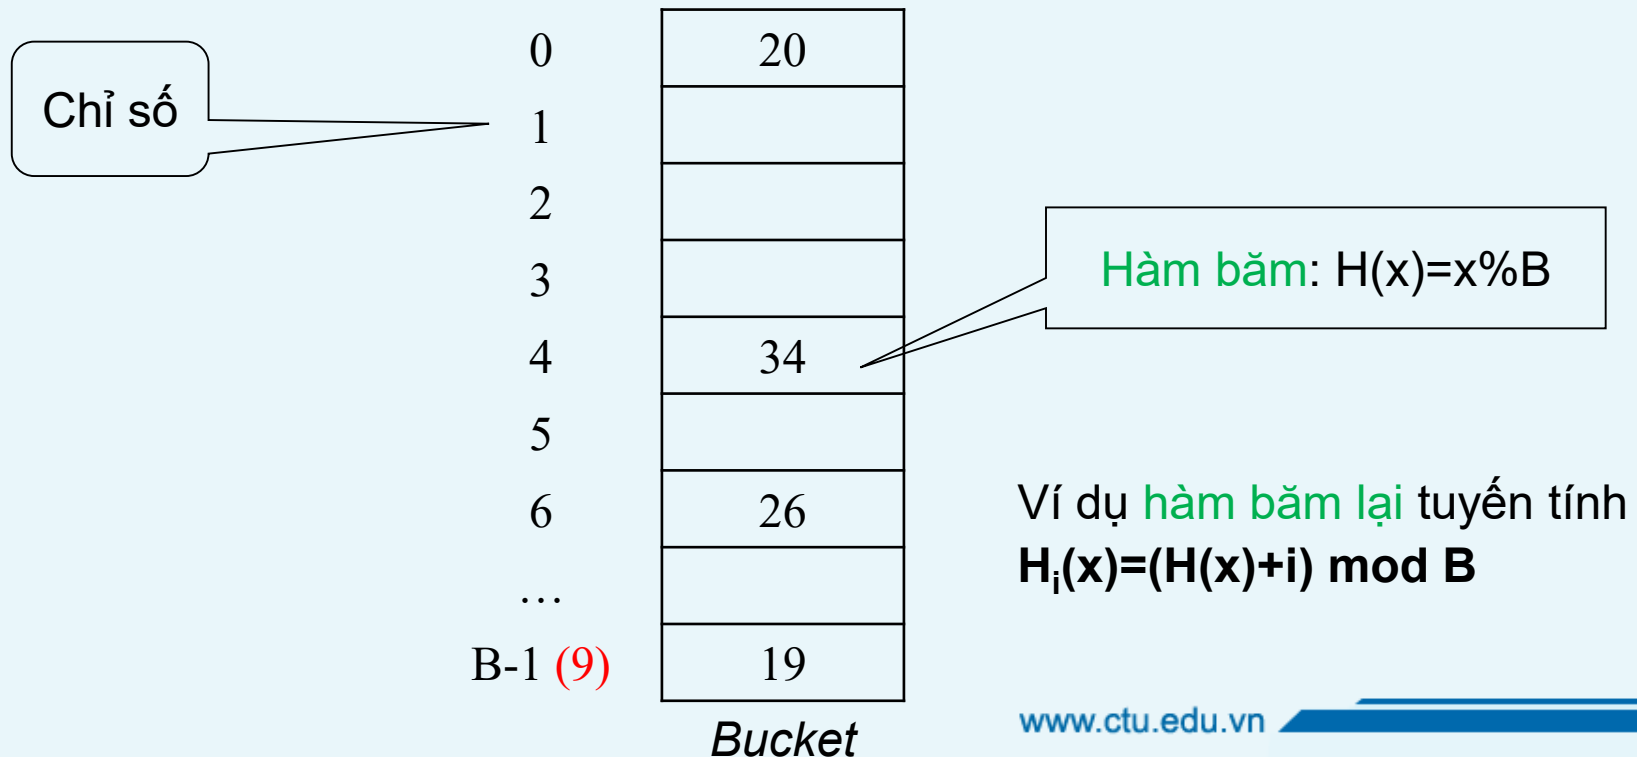 Chỉ số
0 20
1
2
3
4 34
5
6 26
…
B-1 (9) 19
Bucket
Hàm băm: H(x)=x%B
Ví dụ hàm băm lại tuyến tính
Hi(x)=(H(x)+i) mod B
www.ctu.edu.vn